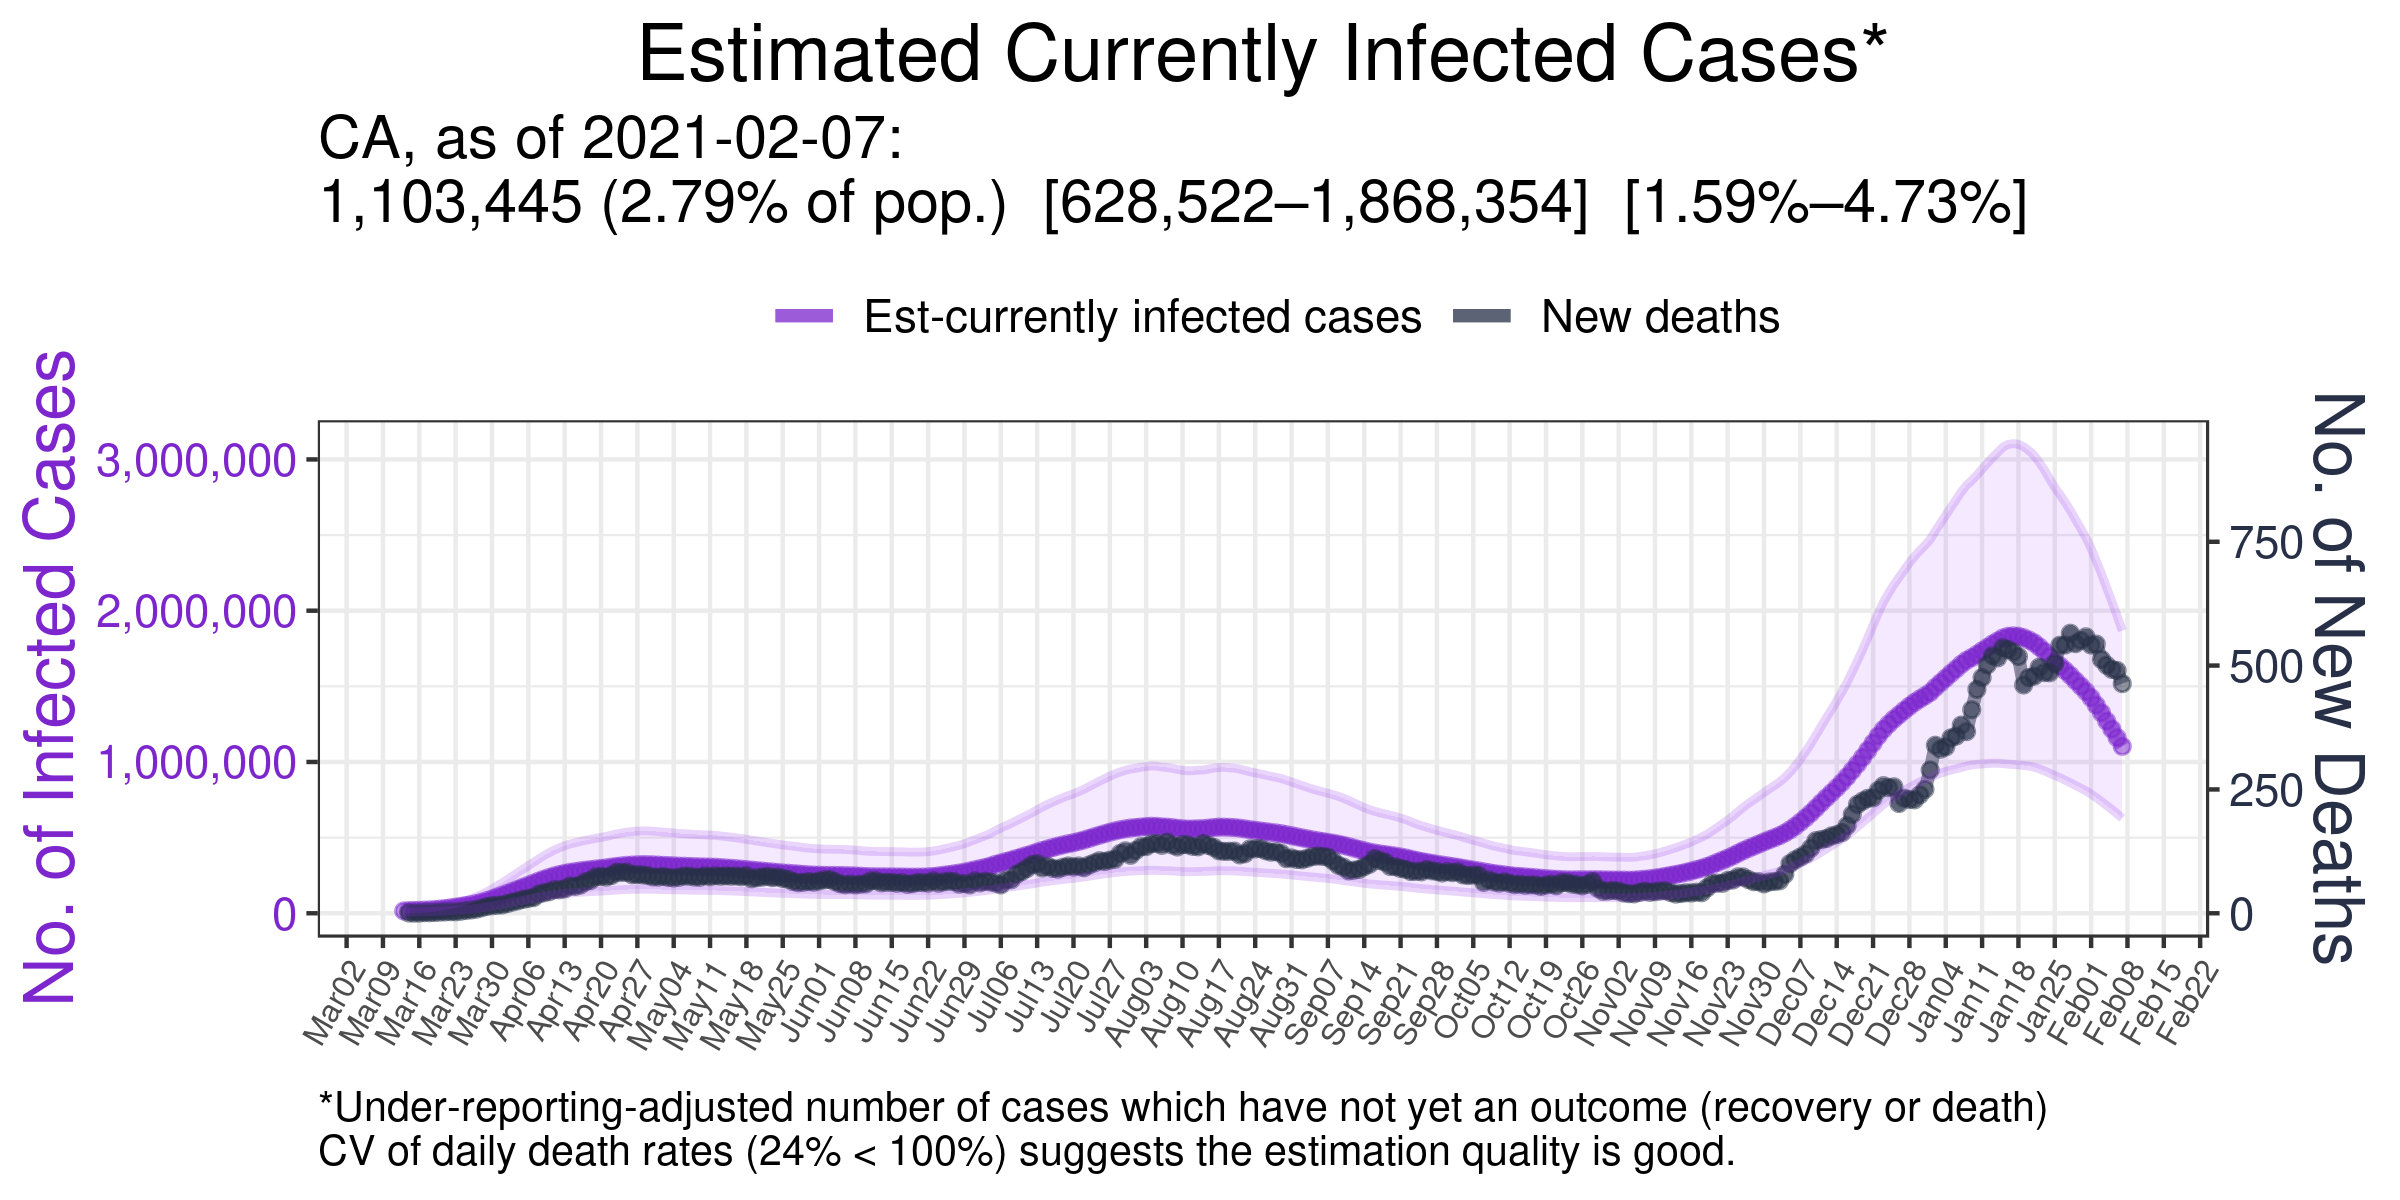 Estimated Currently Infected Cases*
CA, as of 2021-02-07:
1,103,445 (2.79% of pop.) [628,522–1,868,354] [1.59%–4.73%]
Est-currently infected cases
New deaths
No. of Infected Cases
3,000,000
2,000,000
1,000,000
0
No. of New Deaths
750
500
250
0
Mar02
Mar09
Mar16
Mar23
Mar30
Apr06
Apr13
Apr20
Apr27
May04
May11
May18
May25
Jun01
Jun08
Jun15
Jun22
Jun29
Jul06
Jul13
Jul20
Jul27
Aug03
Aug10
Aug17
Aug24
Aug31
Sep07
Sep14
Sep21
Sep28
Oct05
Oct12
Oct19
Oct26
Nov02
Nov09
Nov16
Nov23
Nov30
Dec07
Dec14
Dec21
Dec28
Jan04
Jan11
Jan18
Jan25
Feb01
Feb08
Feb15
Feb22
*Under-reporting-adjusted number of cases which have not yet an outcome (recovery or death)
CV of daily death rates (24% < 100%) suggests the estimation quality is good.